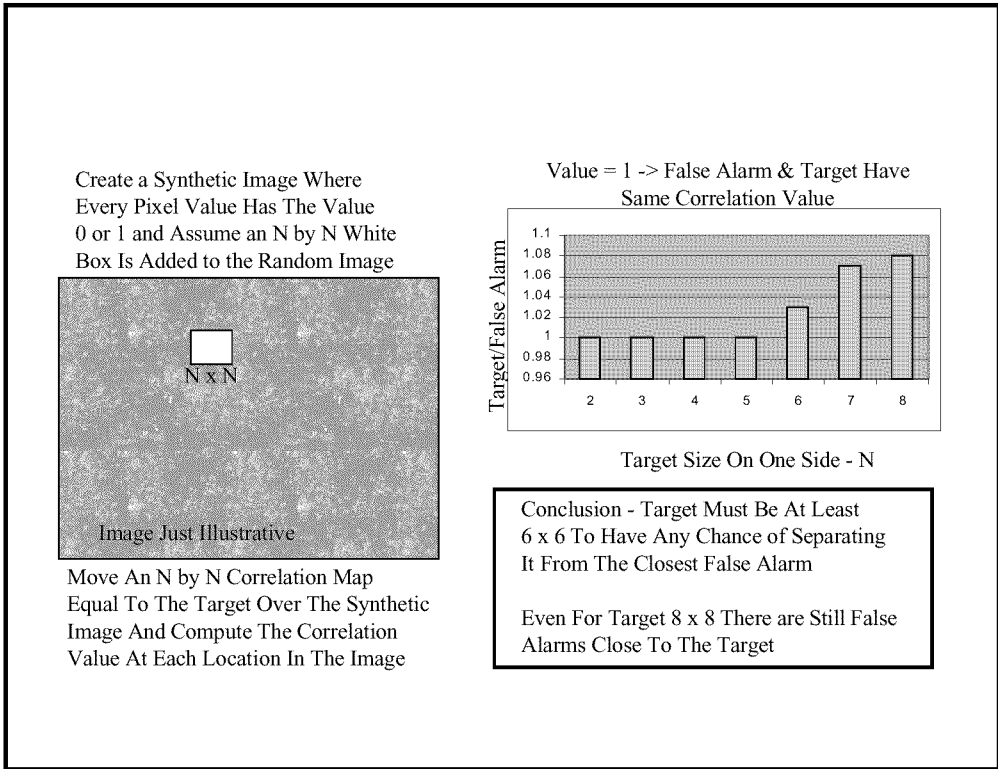 Create a Synthetic Image Where
Every Pixel Value Has The Value
0 or 1 and Assume an N by N White
Box Is Added to the Random Image
N x N
Image Just Illustrative
Move An N by N Correlation Map
Equal To The Target Over The Synthetic
Image And Compute The Correlation
Value At Each Location In The Image
Value = 1 -> False Alarm & Target Have
Same Correlation Value
Target/False Alarm
1.1
1.08
1.06
1.04
1.02
1
0.98
0.96
2 3 4 5 6 7 8
Target Size On One Side - N
Conclusion - Target Must Be At Least
6 x 6 To Have Any Chance of Separating
It From The Closest False Alarm
Even For Target 8 x 8 There are Still False
Alarms Close To The Target